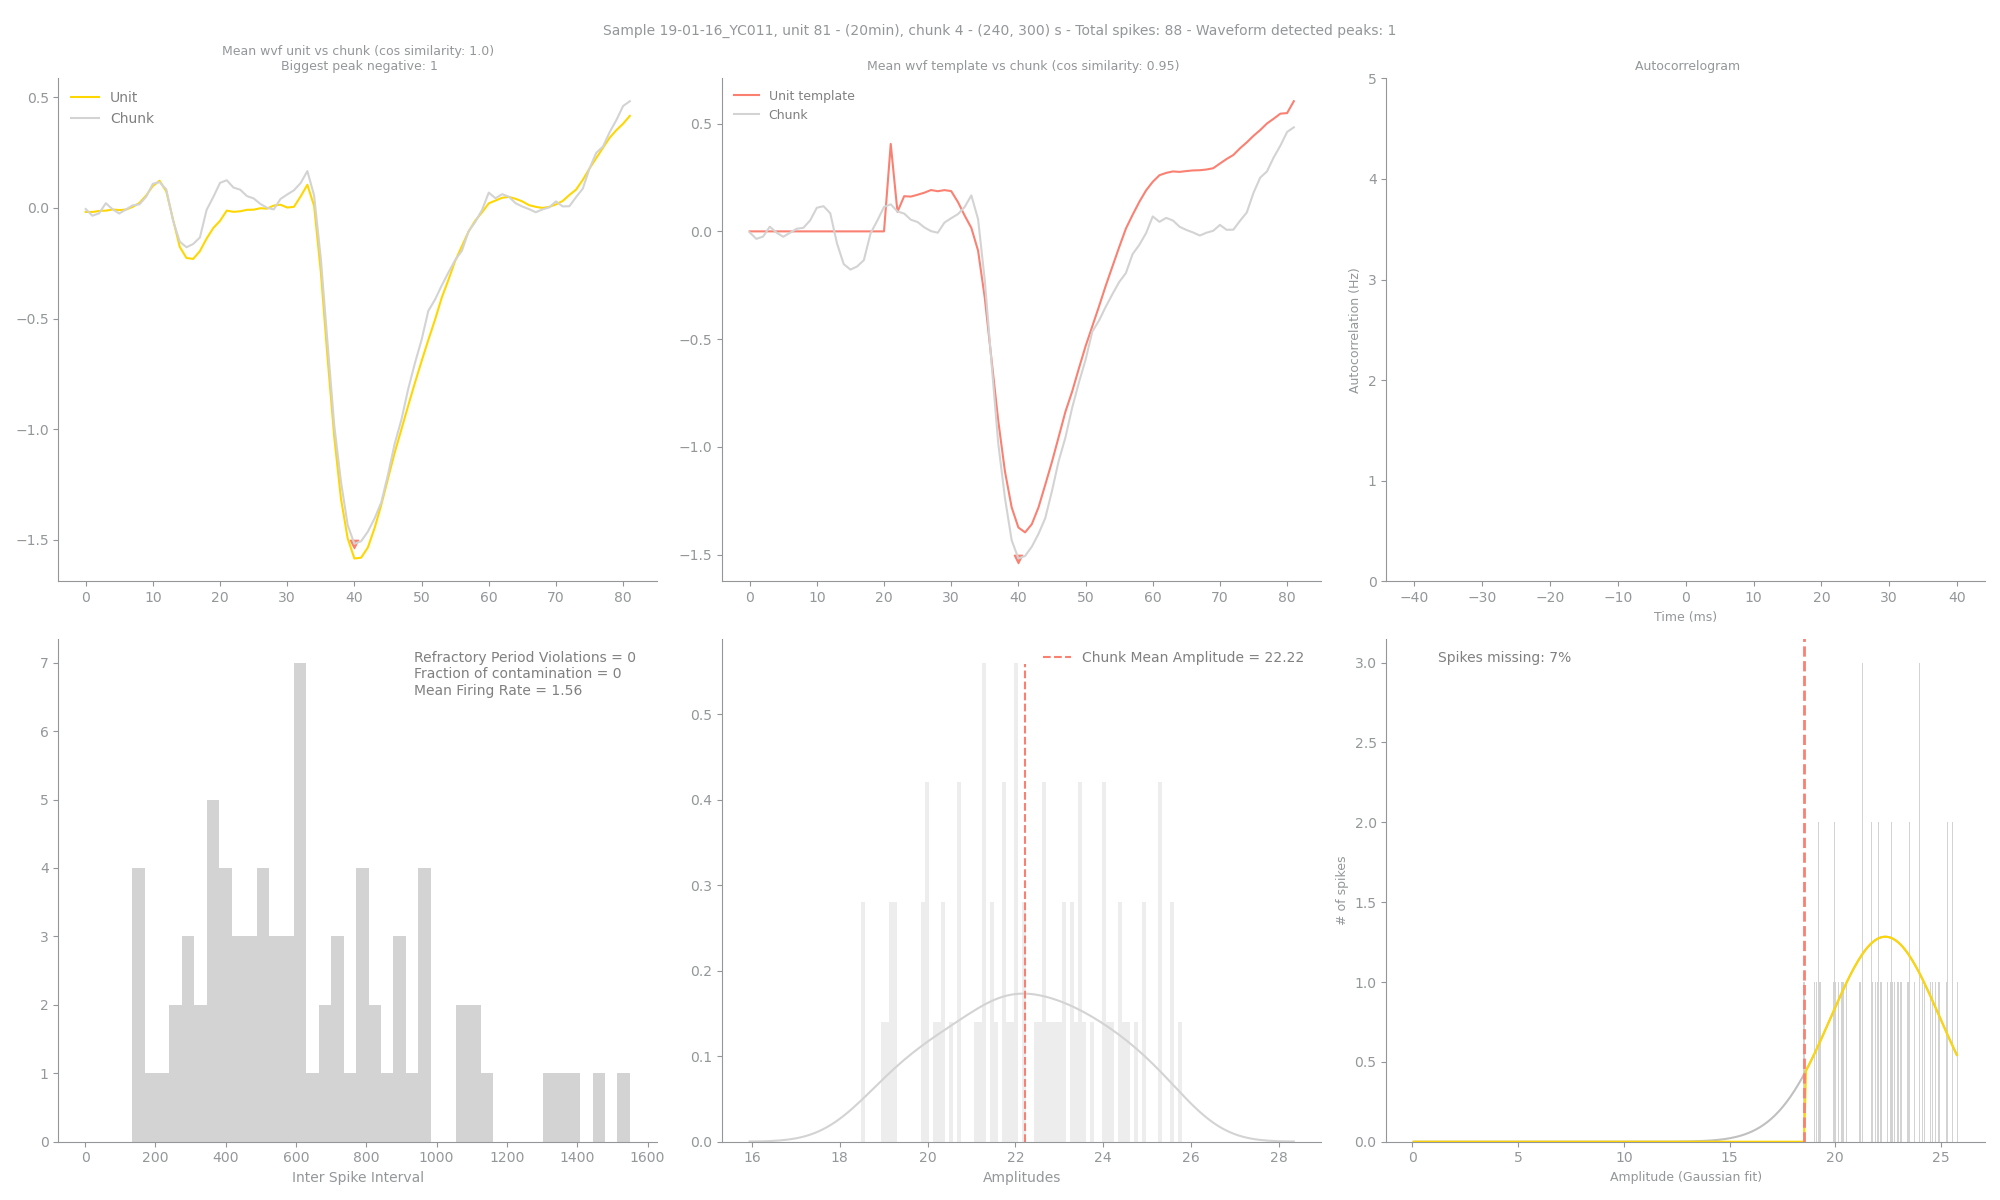 Sample 19-01-16_YC011, unit 81 - (20min), chunk 4 - (240, 300) s - Total spikes: 88 - Waveform detected peaks: 1
Mean wvf unit vs chunk (cos similarity: 1.0)
Biggest peak negative: 1
Unit
Chunk
0.5
0.0
−0.5
−1.0
−1.5
0 10 20 30 40 50 60 70 80
Mean wvf template vs chunk (cos similarity: 0.95)
Unit template
Chunk
0.5
0.0
−0.5
−1.0
−1.5
0 10 20 30 40 50 60 70 80
Autocorrelogram
Autocorrelation (Hz)
5
4
3
2
1
0
−40 −30 −20 −10 0 10 20 30 40
Time (ms)
Refractory Period Violations = 0
Fraction of contamination = 0
Mean Firing Rate = 1.56
7
6
5
4
3
2
1
0
0 200 400 600 800 1000 1200 1400 1600
Inter Spike Interval
Chunk Mean Amplitude = 22.22
0.5
0.4
0.3
0.2
0.1
0.0
16 18 20 22 24 26 28
Amplitudes
Spikes missing: 7%
# of spikes
3.0
2.5
2.0
1.5
1.0
0.5
0.0
0 5 10 15 20 25
Amplitude (Gaussian fit)